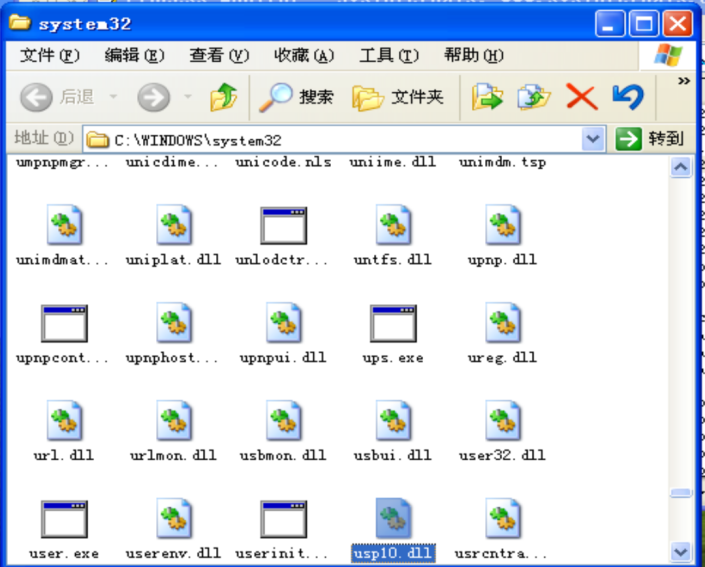 system32
文件(F) 编辑(E) 查看(V) 收藏(A) 工具(T) 帮助(H)
后退 搜索 文件夹 »
地址(D) C:\WINDOWS\system32 转到
umpnpmgr... unicdime... unicode.nls uniime.dll unimdm.tsp
unimdmat... uniplat.dll unlodctr... untfs.dll upnp.dll
upnpcont... upnphost... upnpui.dll ups.exe ureg.dll
url.dll urlmon.dll usbmon.dll usbui.dll user32.dll
user.exe userenv.dll userinit... usp10.dll usrcntra...